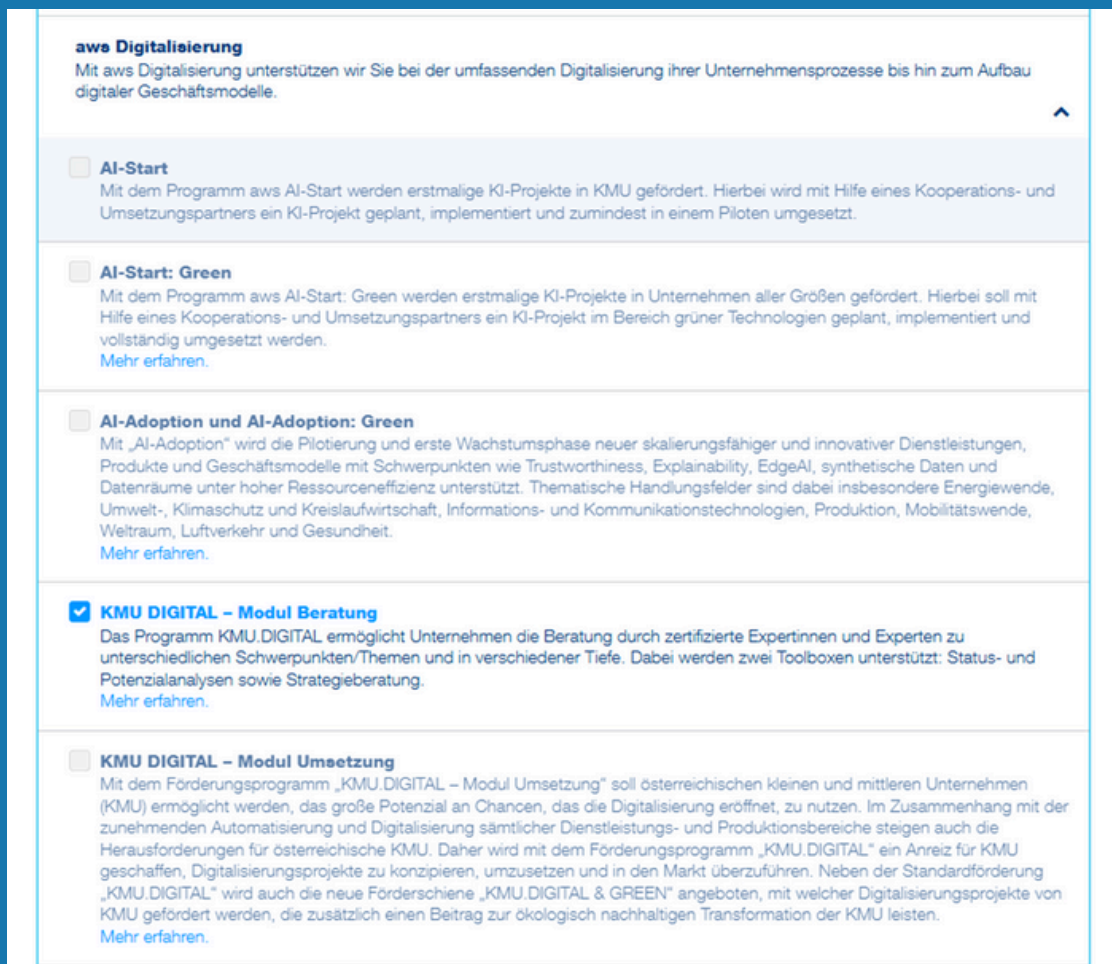 aws Digitalisierung
Mit aws Digitalisierung unterstützen wir Sie bei der umfassenden Digitalisierung ihrer Unternehmensprozesse bis hin zum Aufbau
digitaler Geschäftsmodelle.
AI-Start
Mit dem Programm aws AI-Start werden erstmalige KI-Projekte in KMU gefördert. Hierbei wird mit Hilfe eines Kooperations- und
Umsetzungspartners ein KI-Projekt geplant, implementiert und zumindest in einem Piloten umgesetzt.
AI-Start: Green
Mit dem Programm aws AI-Start: Green werden erstmalige KI-Projekte in Unternehmen aller Größen gefördert. Hierbei soll mit
Hilfe eines Kooperations- und Umsetzungspartners ein KI-Projekt im Bereich grüner Technologien geplant, implementiert und
vollständig umgesetzt werden.
Mehr erfahren.
AI-Adoption und AI-Adoption: Green
Mit „AI-Adoption“ wird die Pilotierung und erste Wachstumsphase neuer skalierungsfähiger und innovativer Dienstleistungen,
Produkte und Geschäftsmodelle mit Schwerpunkten wie Trustworthiness, Explainability, EdgeAI, synthetische Daten und
Datenräume unter hoher Ressourceneffizienz unterstützt. Thematische Handlungsfelder sind dabei insbesondere Energiewende,
Umwelt-, Klimaschutz und Kreislaufwirtschaft, Informations- und Kommunikationstechnologien, Produktion, Mobilitätswende,
Weltraum, Luftverkehr und Gesundheit.
Mehr erfahren.
KMU DIGITAL – Modul Beratung
Das Programm KMU.DIGITAL ermöglicht Unternehmen die Beratung durch zertifizierte Expertinnen und Experten zu
unterschiedlichen Schwerpunkten/Themen und in verschiedener Tiefe. Dabei werden zwei Toolboxen unterstützt: Status- und
Potenzialanalysen sowie Strategieberatung.
Mehr erfahren.
KMU DIGITAL – Modul Umsetzung
Mit dem Förderungsprogramm „KMU.DIGITAL – Modul Umsetzung“ soll österreichischen kleinen und mittleren Unternehmen
(KMU) ermöglicht werden, das große Potenzial an Chancen, das die Digitalisierung eröffnet, zu nutzen. Im Zusammenhang mit der
zunehmenden Automatisierung und Digitalisierung sämtlicher Dienstleistungs- und Produktionsbereiche steigen auch die
Herausforderungen für österreichische KMU. Daher wird mit dem Förderungsprogramm „KMU.DIGITAL“ ein Anreiz für KMU
geschaffen, Digitalisierungsprojekte zu konzipieren, umzusetzen und in den Markt überzuführen. Neben der Standardförderung
„KMU.DIGITAL“ wird auch die neue Förderschiene „KMU.DIGITAL & GREEN“ angeboten, mit welcher Digitalisierungsprojekte von
KMU gefördert werden, die zusätzlich einen Beitrag zur ökologisch nachhaltigen Transformation der KMU leisten.
Mehr erfahren.